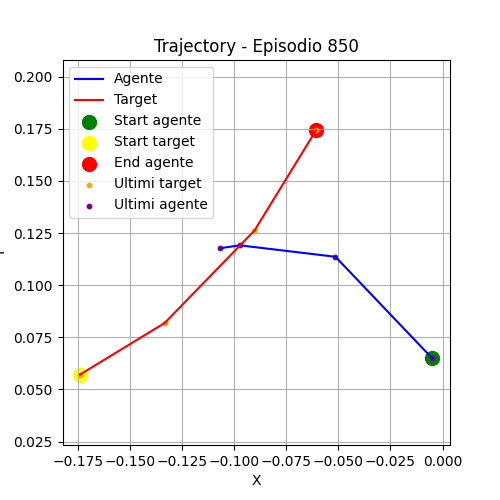 Trajectory - Episodio 850
Agente
Target
Start agente
Start target
End agente
Ultimi target
Ultimi agente
0.200
0.175
0.150
0.125
0.100
0.075
0.050
0.025
−0.175 −0.150 −0.125 −0.100 −0.075 −0.050 −0.025 0.000
X